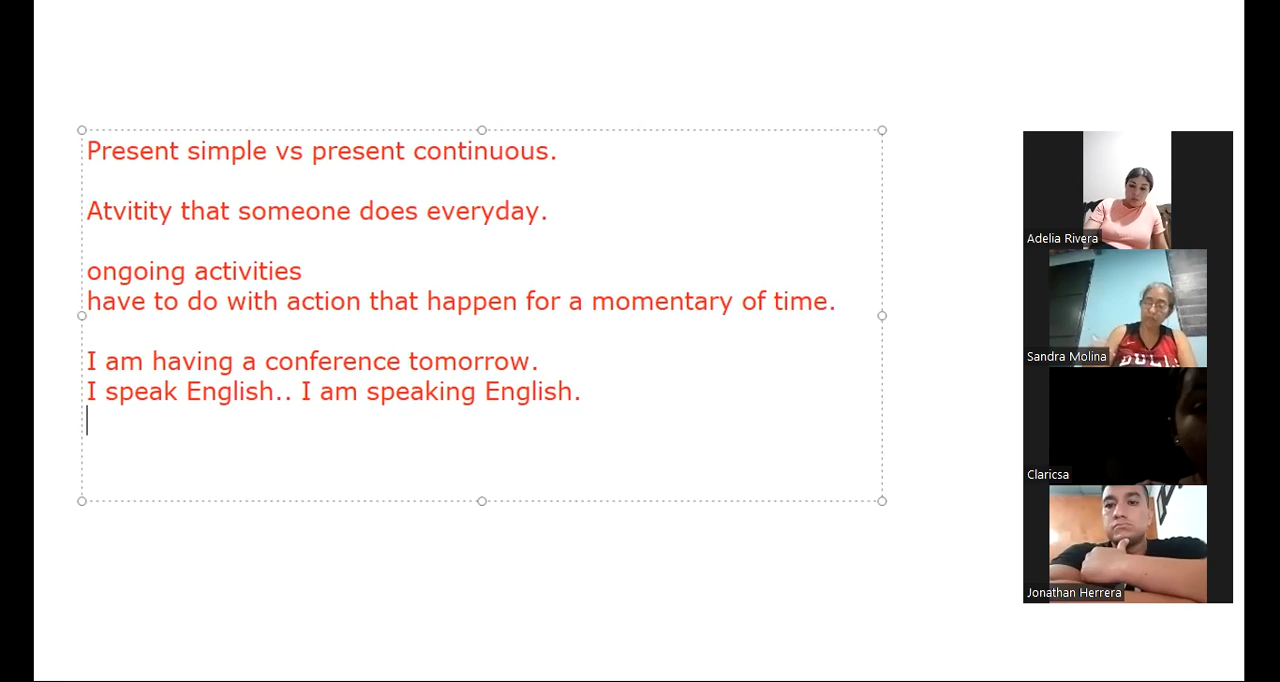 Present simple vs present continuous.
Atvitity that someone does everyday.
ongoing activities
have to do with action that happen for a momentary of time.
I am having a conference tomorrow.
I speak English.. I am speaking English.
Adelia Rivera
Sandra Molina
BULL
Claricsa
Jonathan Herrera